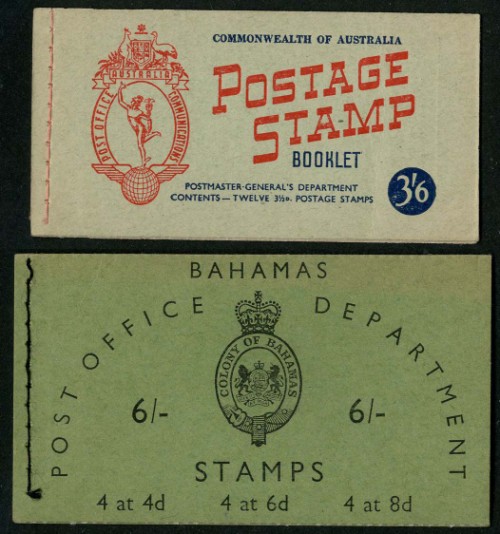 COMMONWEALTH OF AUSTRALIA
AUSTRALIA
POST OFFICE COMMUNICATIONS
POSTAGE
STAMP
BOOKLET
POSTMASTER-GENERAL'S DEPARTMENT
CONTENTS — TWELVE 3½D. POSTAGE STAMPS
3/6
BAHAMAS
POST OFFICE DEPARTMENT
COLONY OF BAHAMAS
6/- 6/-
STAMPS
4 at 4d 4 at 6d 4 at 8d